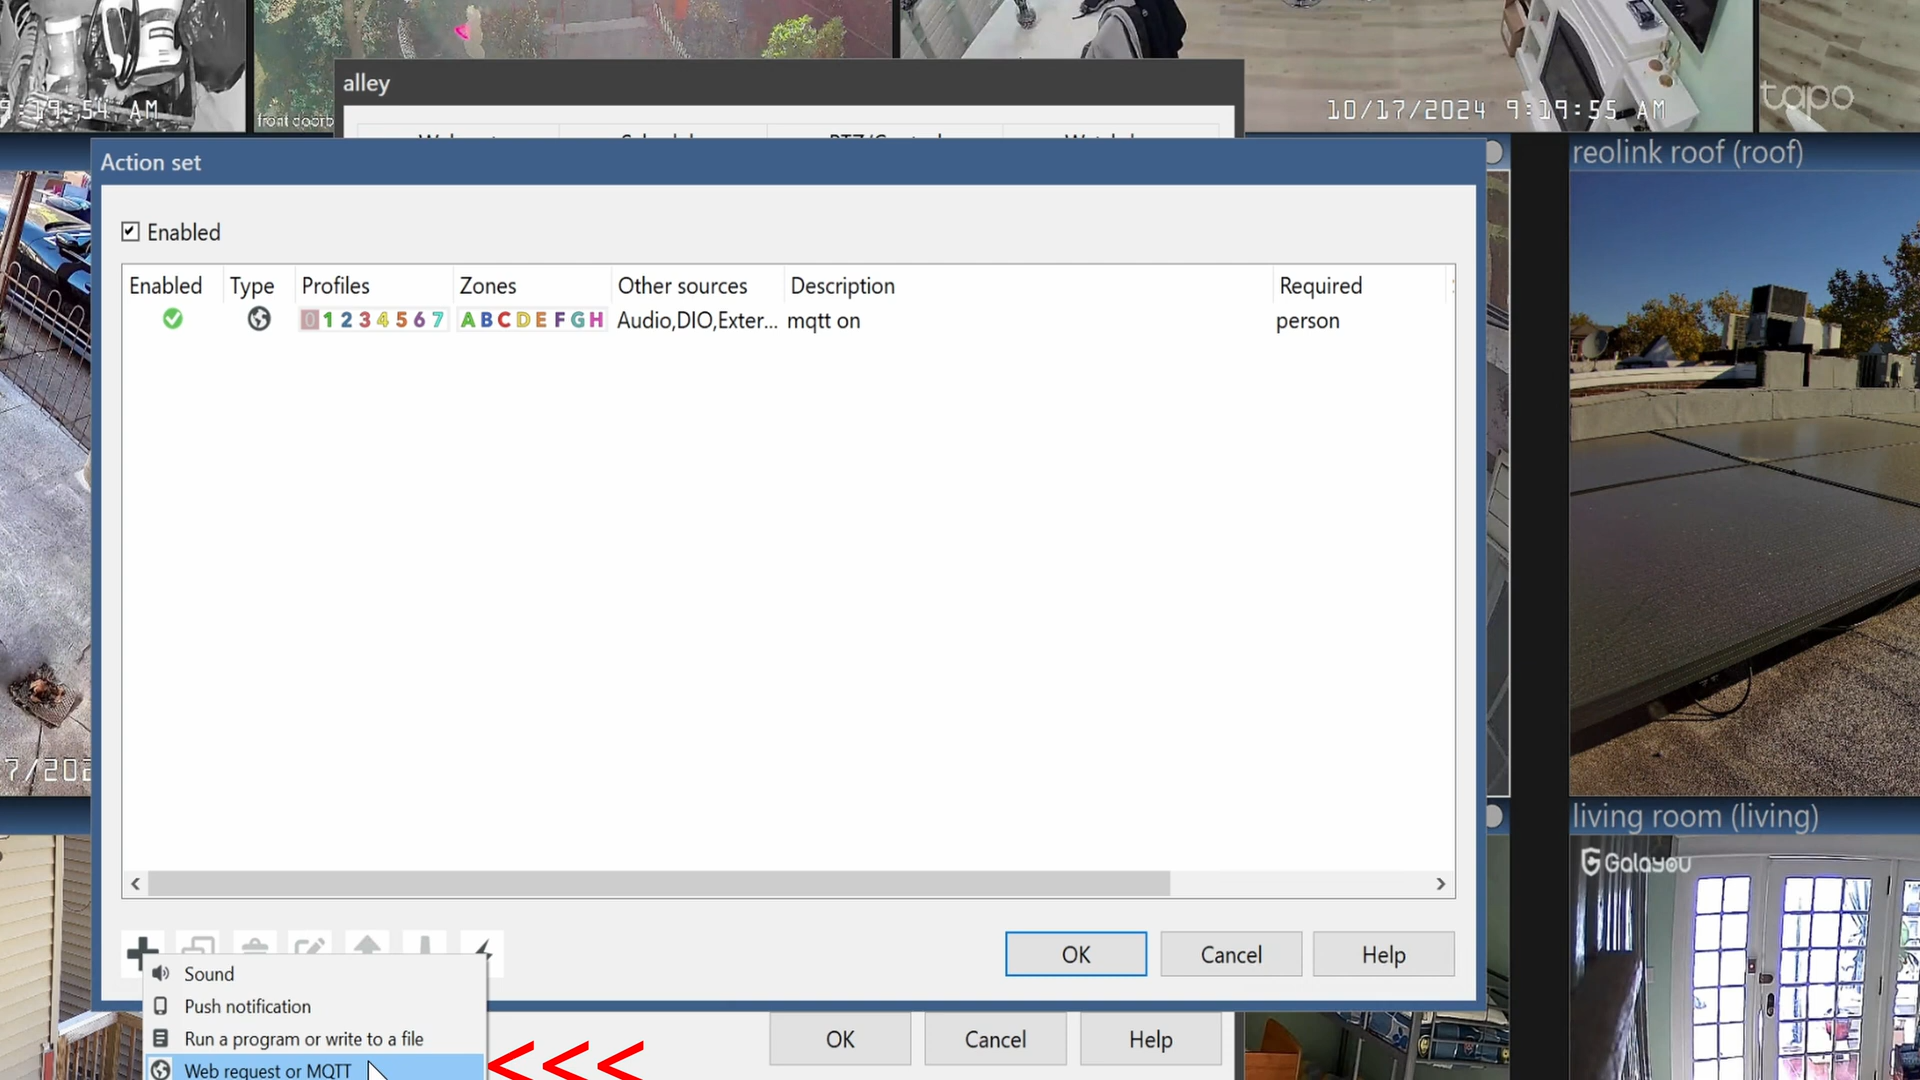 9:19:54 AM
front doorb
alley
10/17/2024 9:19:55 AM
tapo
Action set
reolink roof (roof)
Enabled
Enabled Type Profiles Zones Other sources Description Required
0 1 2 3 4 5 6 7 A B C D E F G H Audio,DIO,Exter... mqtt on person
7/202
living room (living)
Galayou
OK Cancel Help
Sound
Push notification
Run a program or write to a file
OK Cancel Help
Web request or MQTT
<<<